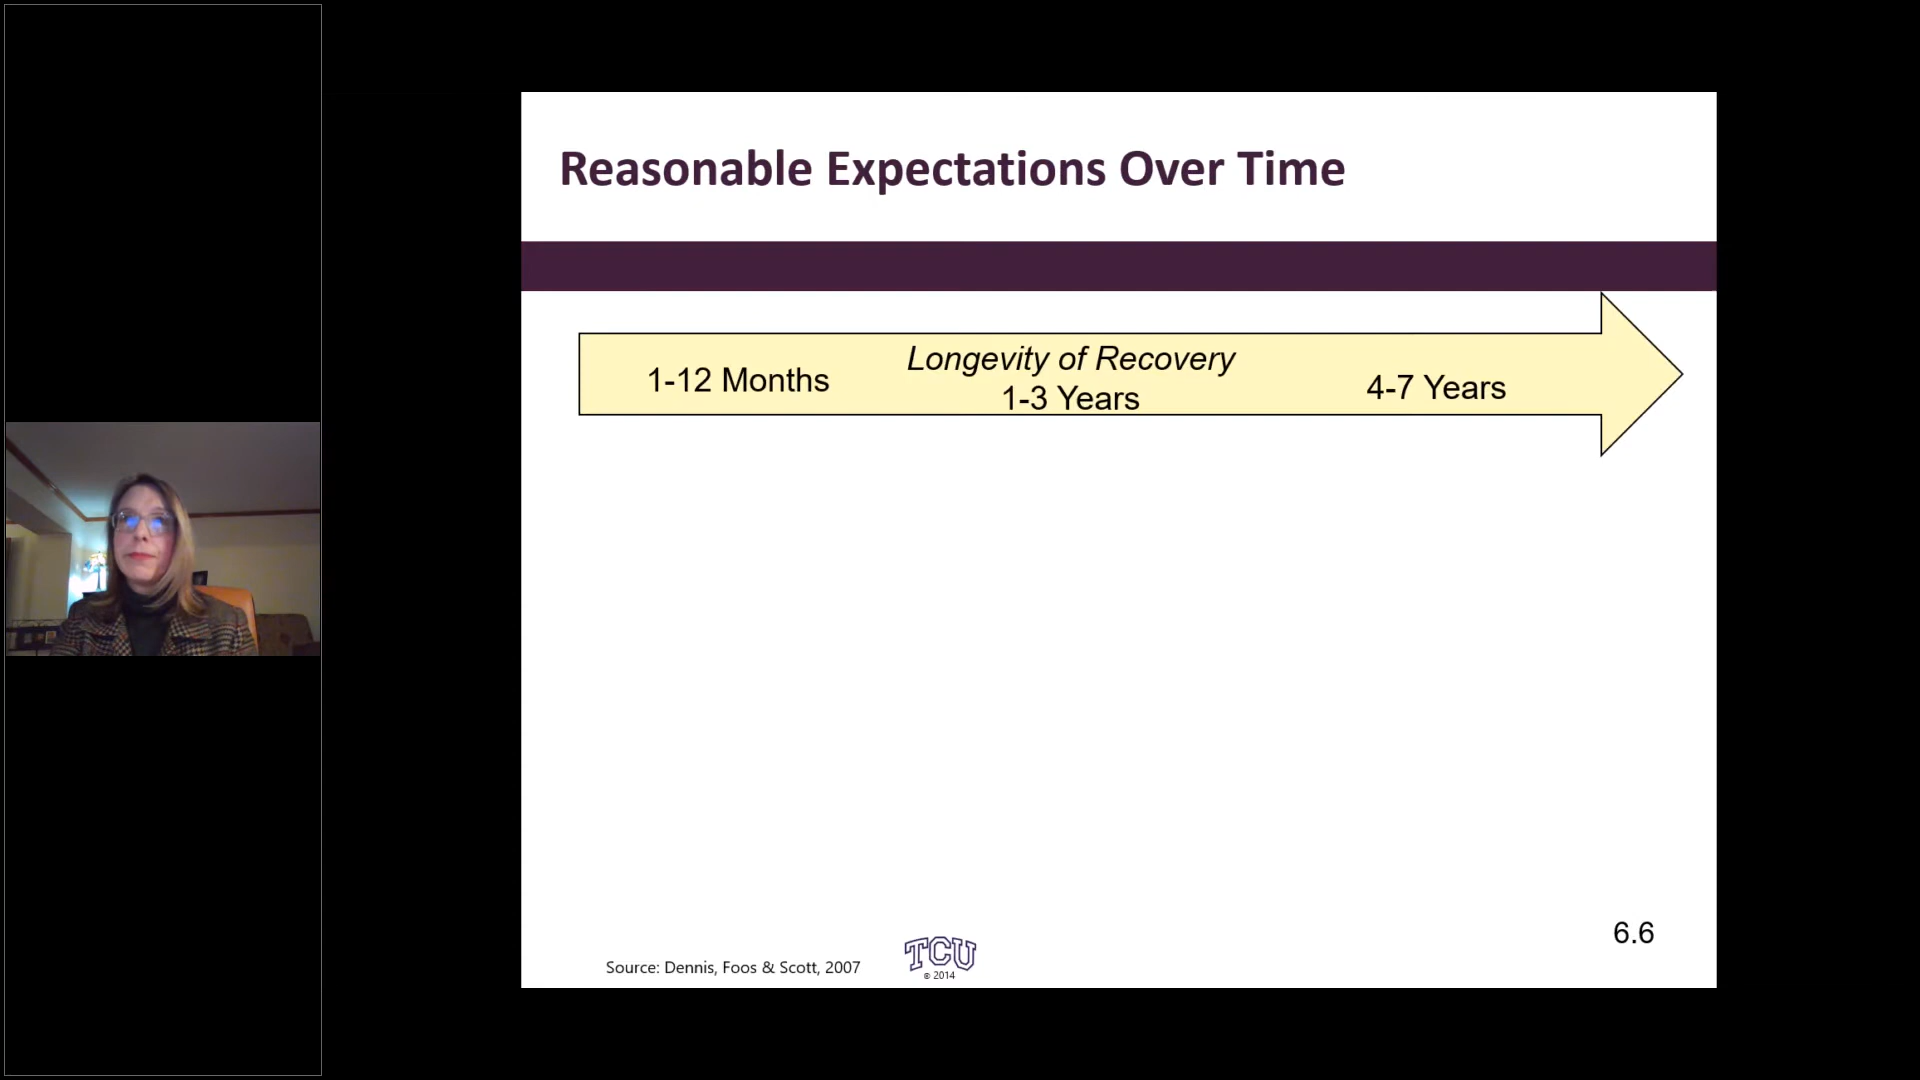 Reasonable Expectations Over Time
Longevity of Recovery
1-12 Months
1-3 Years
4-7 Years
6.6
Source: Dennis, Foos & Scott, 2007
TCU
© 2014